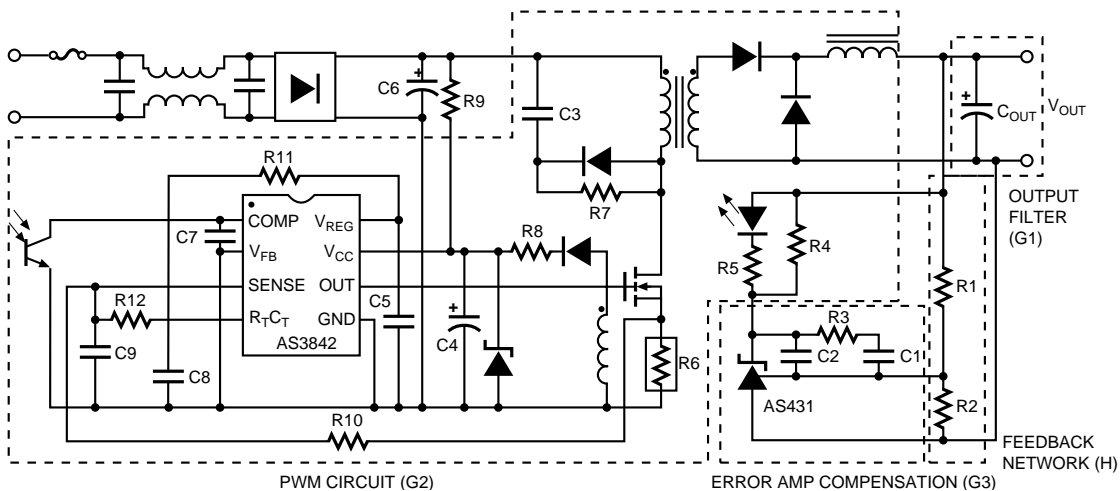 C6
R9
C3
C_OUT
V_OUT
R11
R7
OUTPUT
FILTER
(G1)
COMP
V_REG
C7
V_FB
V_CC
R8
R5
R4
R12
SENSE
OUT
C5
R1
R_TC_T
GND
C4
R3
C9
AS3842
R6
C2
C1
C8
AS431
R2
R10
FEEDBACK
NETWORK (H)
PWM CIRCUIT (G2)
ERROR AMP COMPENSATION (G3)